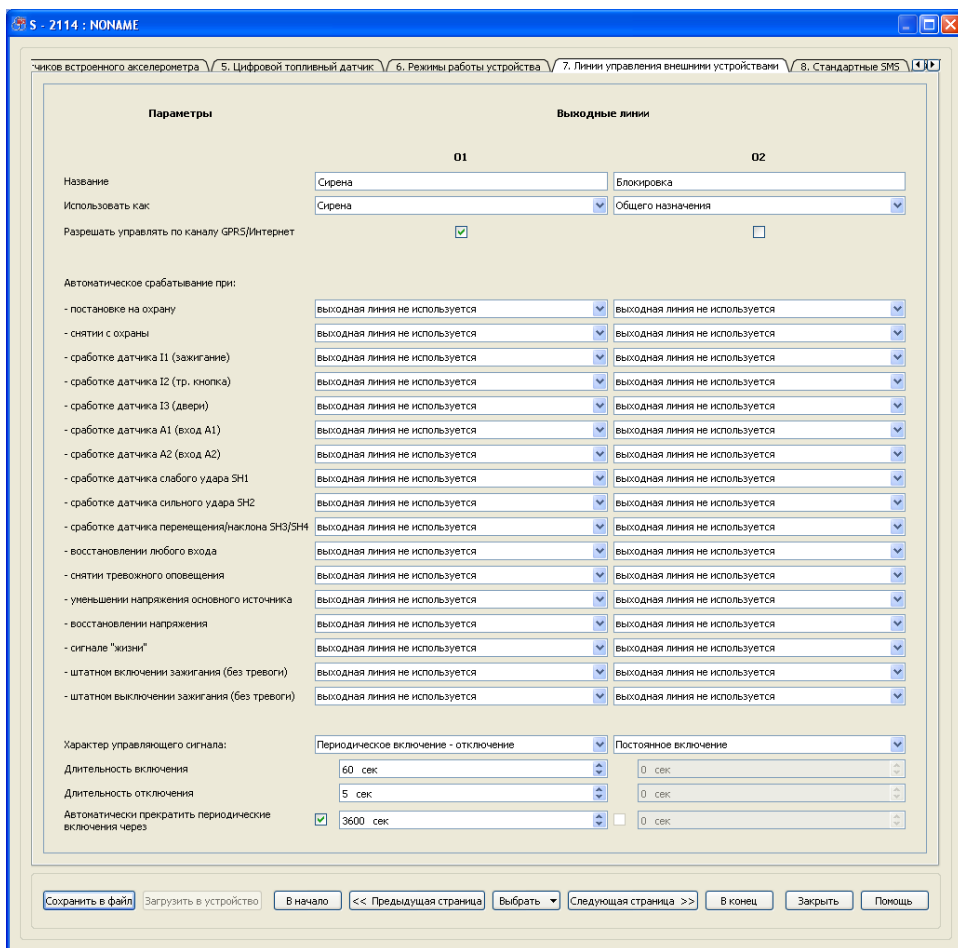 S - 2114 : NONAME
чиков встроенного акселерометра 5. Цифровой топливный датчик 6. Режимы работы устройства 7. Линии управления внешними устройствами 8. Стандартные SMS
Параметры Выходные линии
O1 O2
Название Сирена Блокировка
Использовать как Сирена Общего назначения
Разрешать управлять по каналу GPRS/Интернет
Автоматическое срабатывание при:
- постановке на охрану выходная линия не используется выходная линия не используется
- снятии с охраны выходная линия не используется выходная линия не используется
- сработке датчика I1 (зажигание) выходная линия не используется выходная линия не используется
- сработке датчика I2 (тр. кнопка) выходная линия не используется выходная линия не используется
- сработке датчика I3 (двери) выходная линия не используется выходная линия не используется
- сработке датчика A1 (вход A1) выходная линия не используется выходная линия не используется
- сработке датчика A2 (вход A2) выходная линия не используется выходная линия не используется
- сработке датчика слабого удара SH1 выходная линия не используется выходная линия не используется
- сработке датчика сильного удара SH2 выходная линия не используется выходная линия не используется
- сработке датчика перемещения/наклона SH3/SH4 выходная линия не используется выходная линия не используется
- восстановлении любого входа выходная линия не используется выходная линия не используется
- снятии тревожного оповещения выходная линия не используется выходная линия не используется
- уменьшении напряжения основного источника выходная линия не используется выходная линия не используется
- восстановлении напряжения выходная линия не используется выходная линия не используется
- сигнале "жизни" выходная линия не используется выходная линия не используется
- штатном включении зажигания (без тревоги) выходная линия не используется выходная линия не используется
- штатном выключении зажигания (без тревоги) выходная линия не используется выходная линия не используется
Характер управляющего сигнала: Периодическое включение - отключение Постоянное включение
Длительность включения 60 сек 0 сек
Длительность отключения 5 сек 0 сек
Автоматически прекратить периодические
включения через 3600 сек 0 сек
Сохранить в файл Загрузить в устройство В начало << Предыдущая страница Выбрать Следующая страница >> В конец Закрыть Помощь